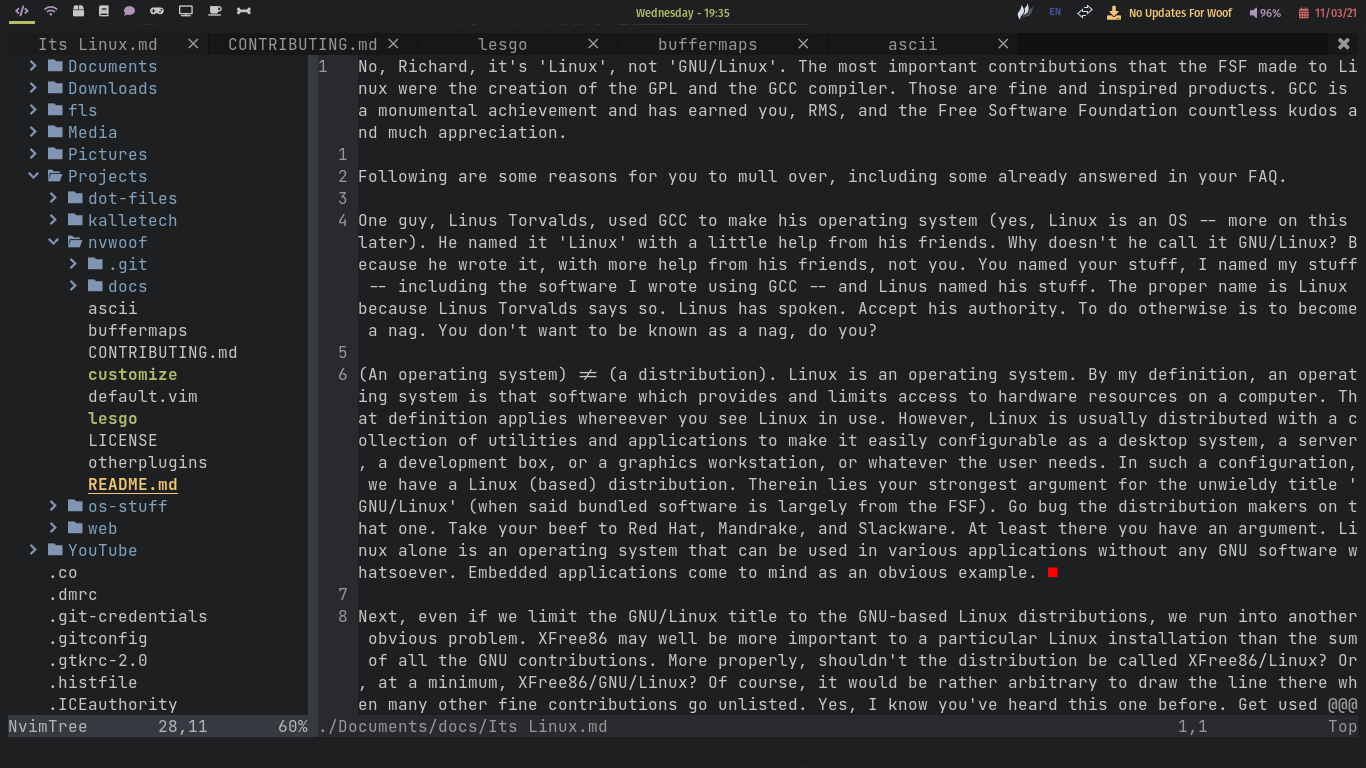 Wednesday - 19:35
EN
No Updates For Woof
96%
11/03/21
Its Linux.md
CONTRIBUTING.md
lesgo
buffermaps
ascii
Documents
Downloads
fls
Media
Pictures
Projects
dot-files
kalletech
nvwoof
.git
docs
ascii
buffermaps
CONTRIBUTING.md
customize
default.vim
lesgo
LICENSE
otherplugins
README.md
os-stuff
web
YouTube
.co
.dmrc
.git-credentials
.gitconfig
.gtkrc-2.0
.histfile
.ICEauthority
NvimTree 28,11 60%
1 No, Richard, it's 'Linux', not 'GNU/Linux'. The most important contributions that the FSF made to Li
nux were the creation of the GPL and the GCC compiler. Those are fine and inspired products. GCC is
a monumental achievement and has earned you, RMS, and the Free Software Foundation countless kudos a
nd much appreciation.
1
2 Following are some reasons for you to mull over, including some already answered in your FAQ.
3
4 One guy, Linus Torvalds, used GCC to make his operating system (yes, Linux is an OS -- more on this
later). He named it 'Linux' with a little help from his friends. Why doesn't he call it GNU/Linux? B
ecause he wrote it, with more help from his friends, not you. You named your stuff, I named my stuff
-- including the software I wrote using GCC -- and Linus named his stuff. The proper name is Linux
because Linus Torvalds says so. Linus has spoken. Accept his authority. To do otherwise is to become
a nag. You don't want to be known as a nag, do you?
5
6 (An operating system) ≠ (a distribution). Linux is an operating system. By my definition, an operat
ing system is that software which provides and limits access to hardware resources on a computer. Th
at definition applies whereever you see Linux in use. However, Linux is usually distributed with a c
ollection of utilities and applications to make it easily configurable as a desktop system, a server
, a development box, or a graphics workstation, or whatever the user needs. In such a configuration,
we have a Linux (based) distribution. Therein lies your strongest argument for the unwieldy title '
GNU/Linux' (when said bundled software is largely from the FSF). Go bug the distribution makers on t
hat one. Take your beef to Red Hat, Mandrake, and Slackware. At least there you have an argument. Li
nux alone is an operating system that can be used in various applications without any GNU software w
hatsoever. Embedded applications come to mind as an obvious example.
7
8 Next, even if we limit the GNU/Linux title to the GNU-based Linux distributions, we run into another
obvious problem. XFree86 may well be more important to a particular Linux installation than the sum
of all the GNU contributions. More properly, shouldn't the distribution be called XFree86/Linux? Or
, at a minimum, XFree86/GNU/Linux? Of course, it would be rather arbitrary to draw the line there wh
en many other fine contributions go unlisted. Yes, I know you've heard this one before. Get used @@@
./Documents/docs/Its Linux.md 1,1 Top